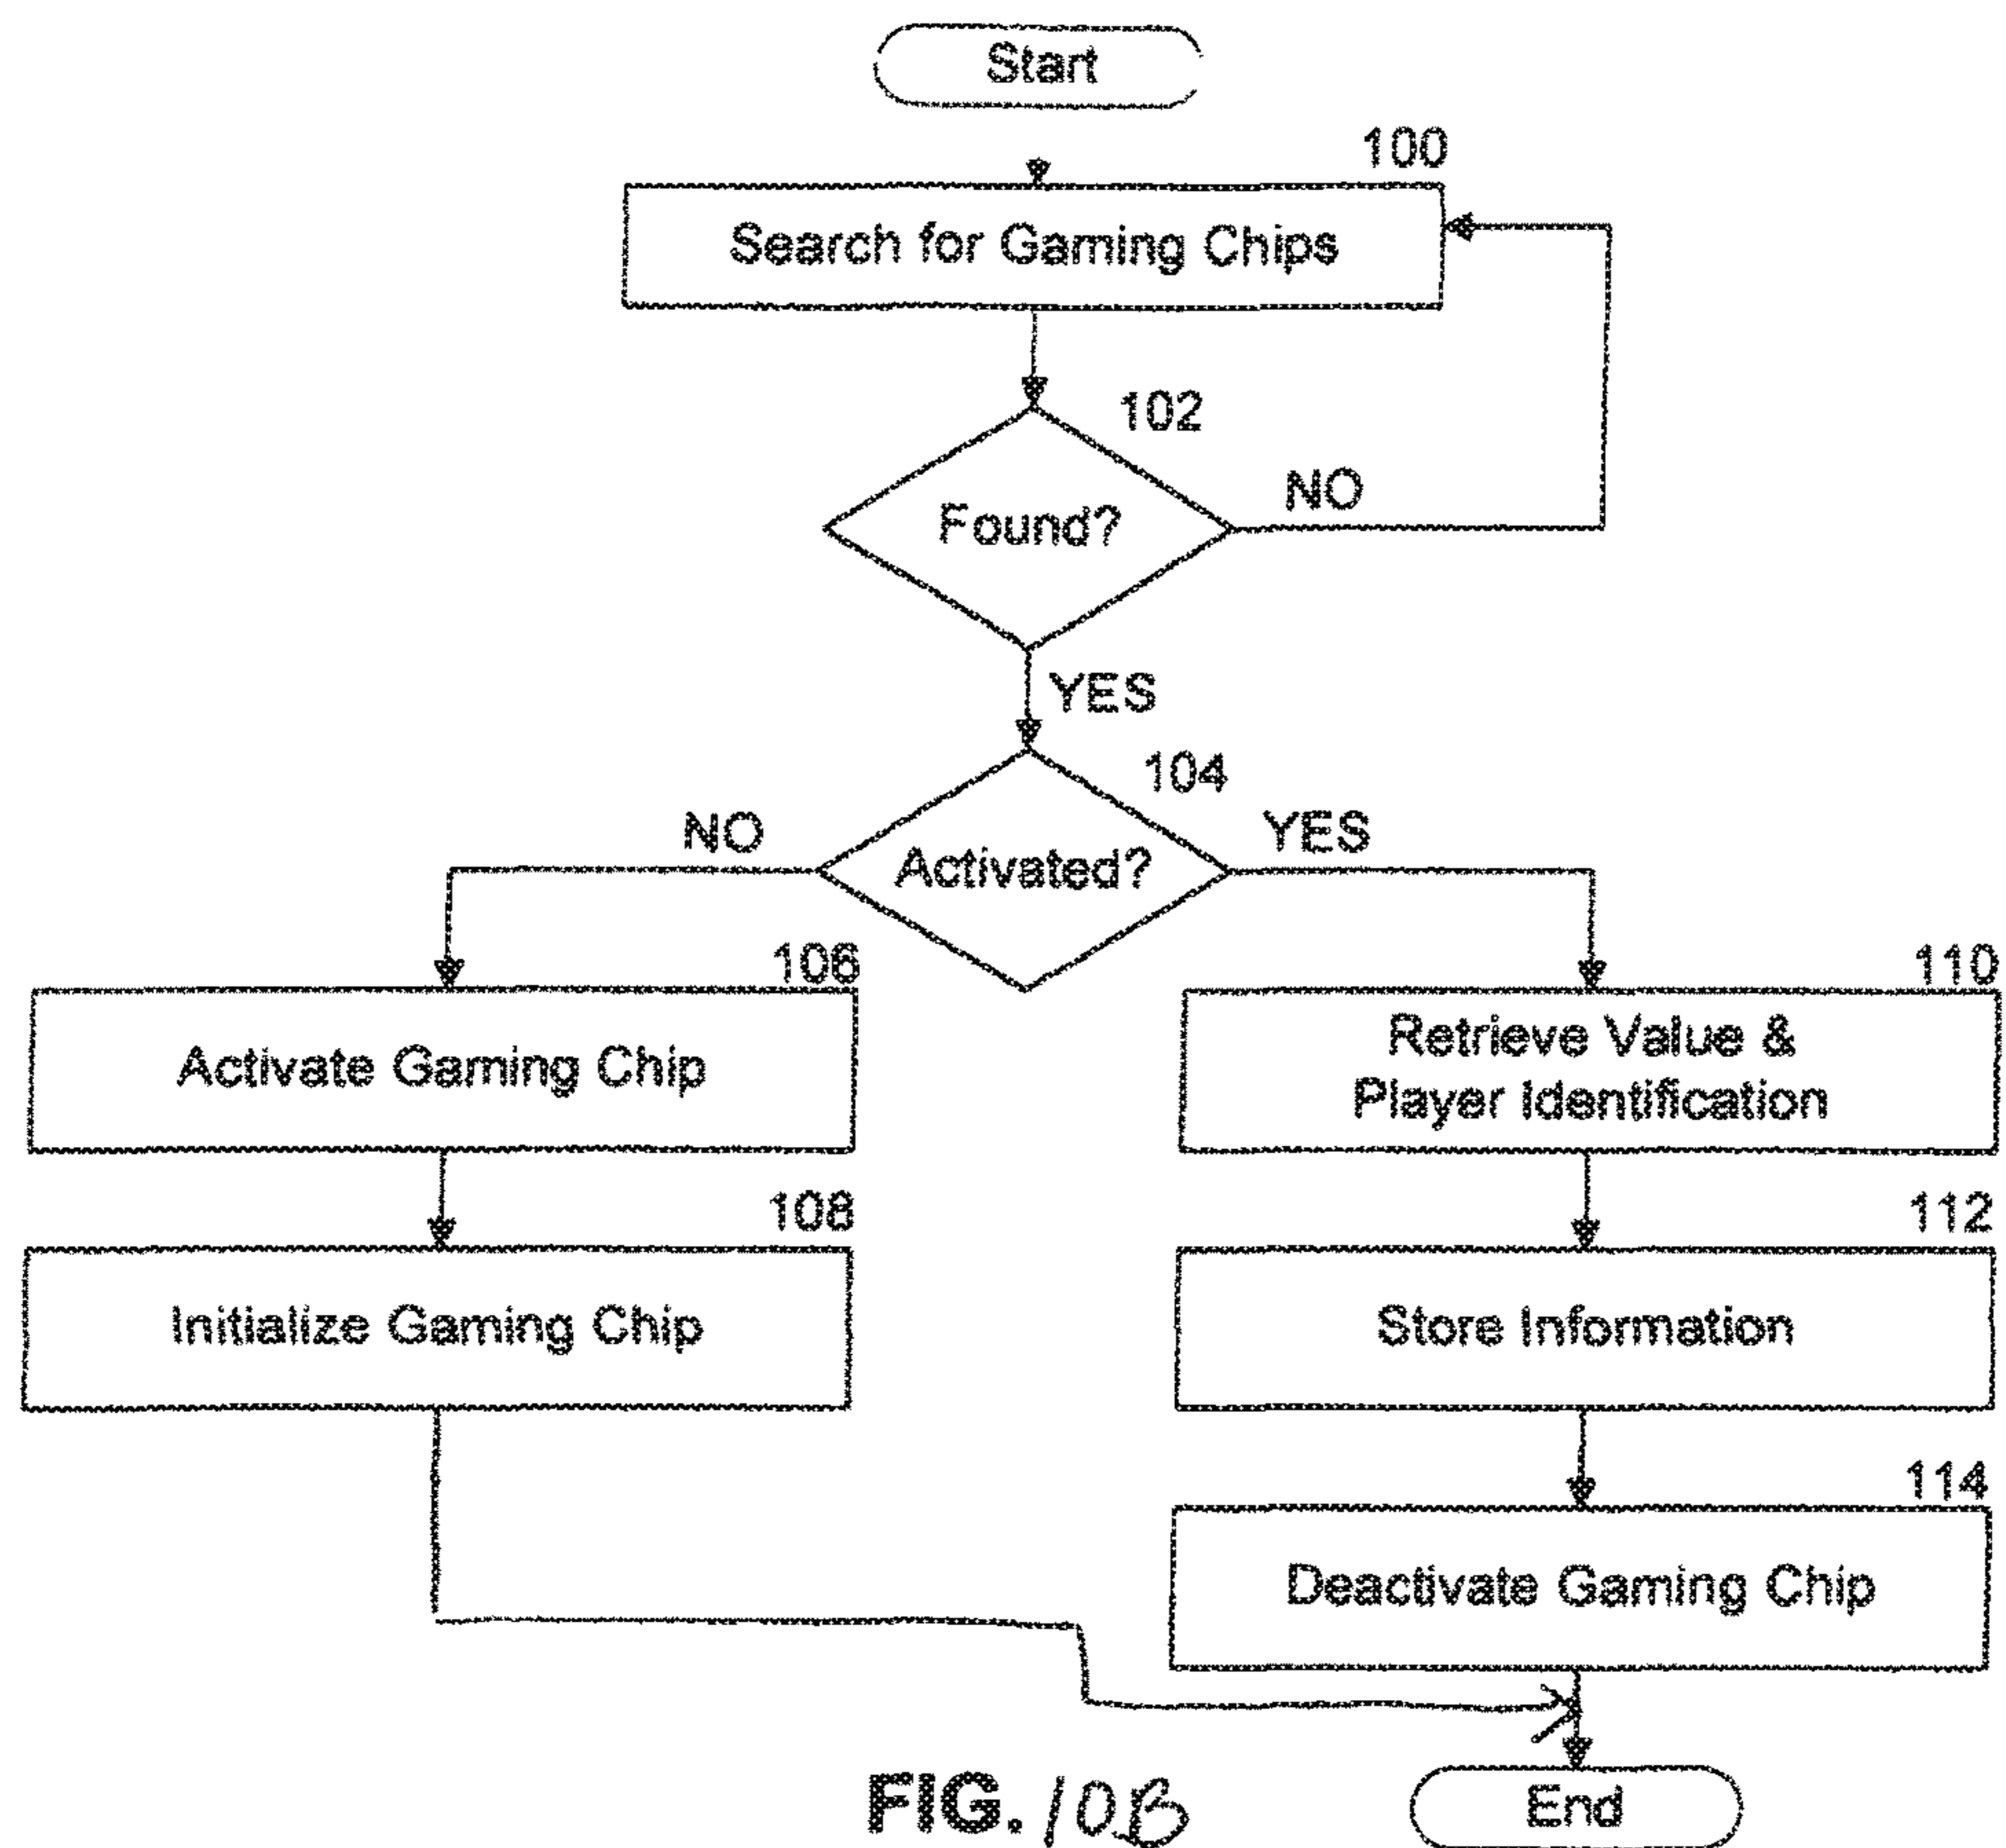 Start
100
Search for Gaming Chips
102
Found?
NO
YES
104
NO
YES
Activated?
106
110
Activate Gaming Chip
Retrieve Value &
Player Identification
108
112
Initialize Gaming Chip
Store Information
114
Deactivate Gaming Chip
End
FIG. 10B